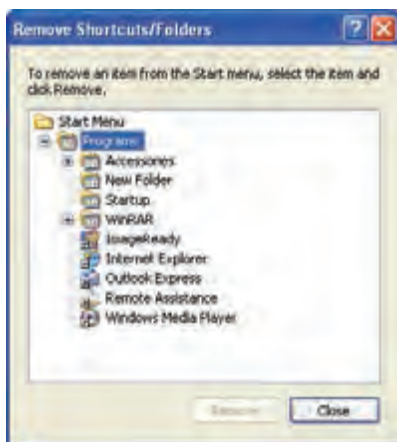 Remove Shortcuts/Folders
To remove an item from the Start menu, select the item and
click Remove.
Start Menu
Programs
Accessories
New Folder
Startup
WinRAR
ImageReady
Internet Explorer
Outlook Express
Remote Assistance
Windows Media Player
Remove
Close